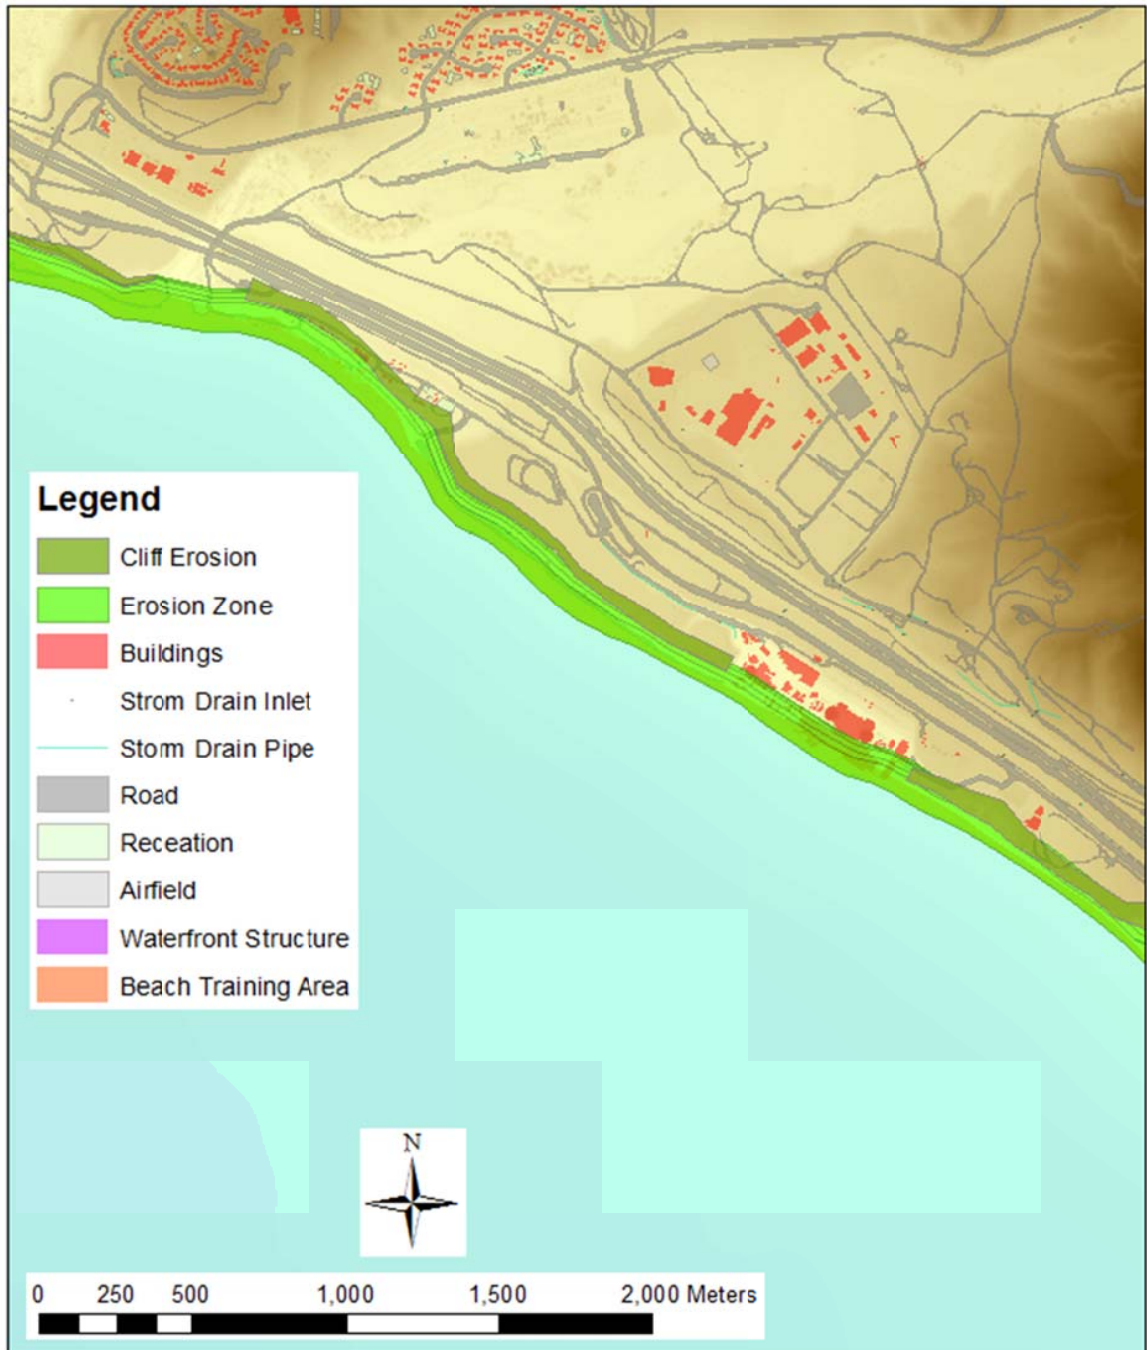 Legend
Cliff Erosion
Erosion Zone
Buildings
Strom Drain Inlet
Storm Drain Pipe
Road
Receation
Airfield
Waterfront Structure
Beach Training Area
N
0 250 500 1,000 1,500 2,000 Meters